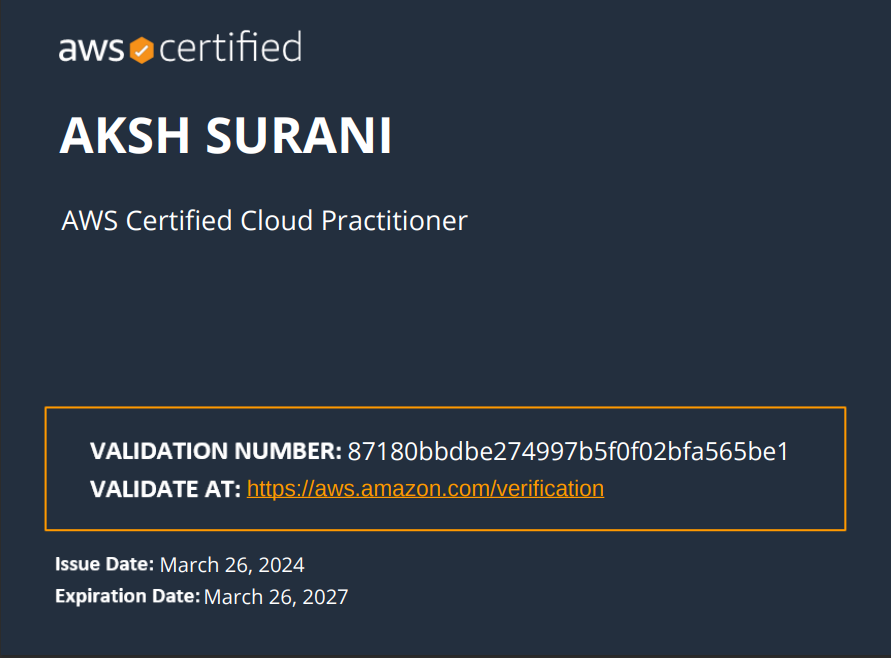 aws certified
AKSH SURANI
AWS Certified Cloud Practitioner
VALIDATION NUMBER: 87180bbdbe274997b5f0f02bfa565be1
VALIDATE AT: https://aws.amazon.com/verification
Issue Date: March 26, 2024
Expiration Date: March 26, 2027